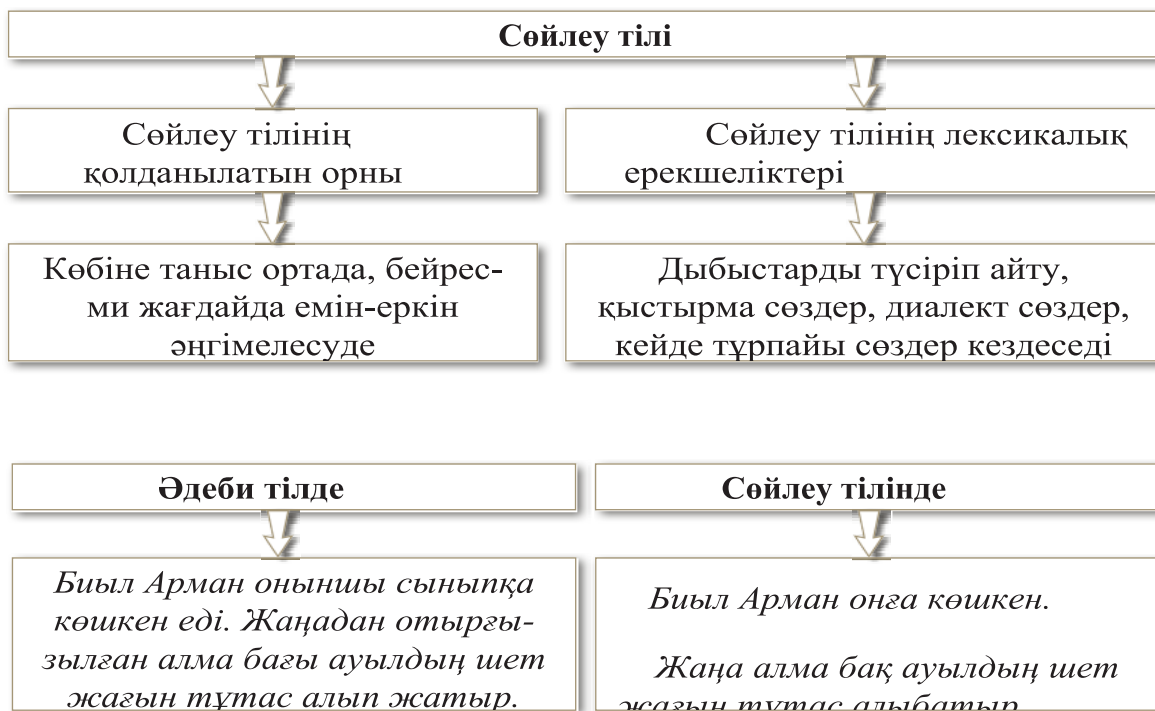 Сөйлеу тілі
Сөйлеу тілінің
қолданылатын орны
Сөйлеу тілінің лексикалық
ерекшеліктері
Көбіне таныс ортада, бейрес-
ми жағдайда емін-еркін
әңгімелесуде
Дыбыстарды түсіріп айту,
қыстырма сөздер, диалект сөздер,
кейде тұрпайы сөздер кездеседі
Әдеби тілде
Сөйлеу тілінде
Биыл Арман оныншы сыныпқа
көшкен еді. Жаңадан отырғы-
зылған алма бағы ауылдың шет
жағын тұтас алып жатыр.
Биыл Арман онға көшкен.
Жаңа алма бақ ауылдың шет
жағын тұтас алыбатыр